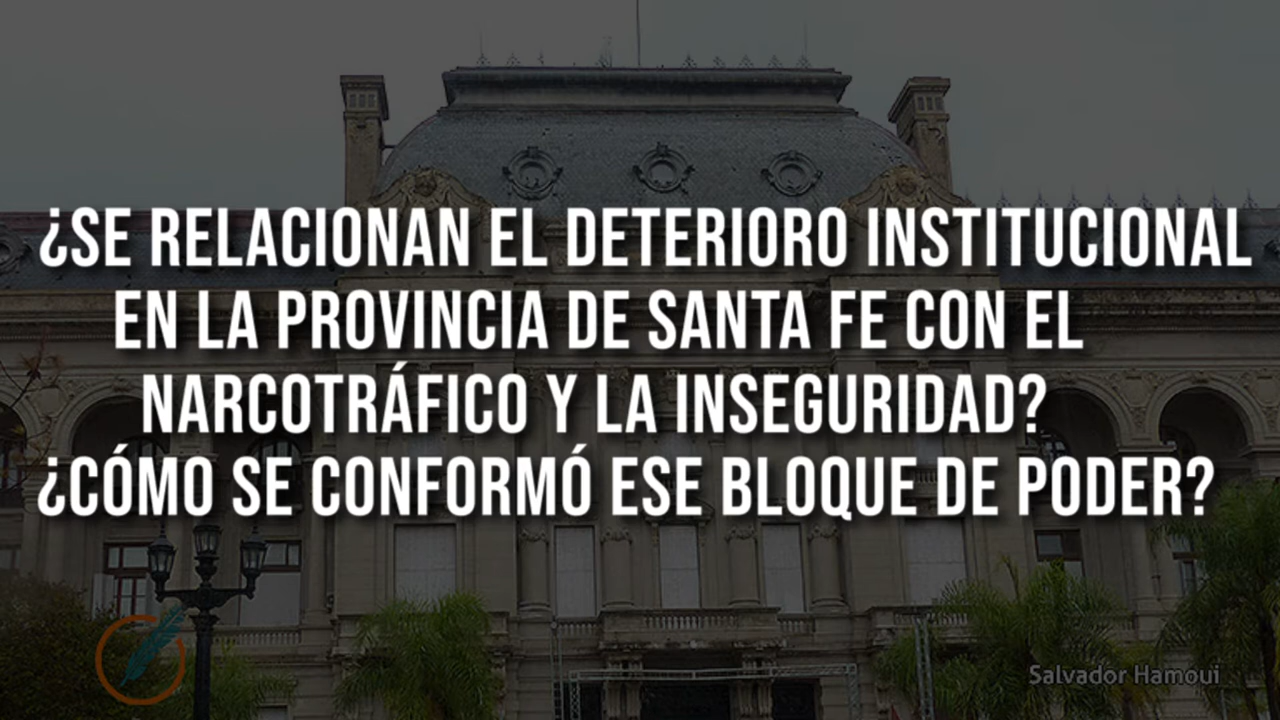 ¿SE RELACIONAN EL DETERIORO INSTITUCIONAL
EN LA PROVINCIA DE SANTA FE CON EL
NARCOTRÁFICO Y LA INSEGURIDAD?
¿CÓMO SE CONFORMÓ ESE BLOQUE DE PODER?
Salvador Hamoui